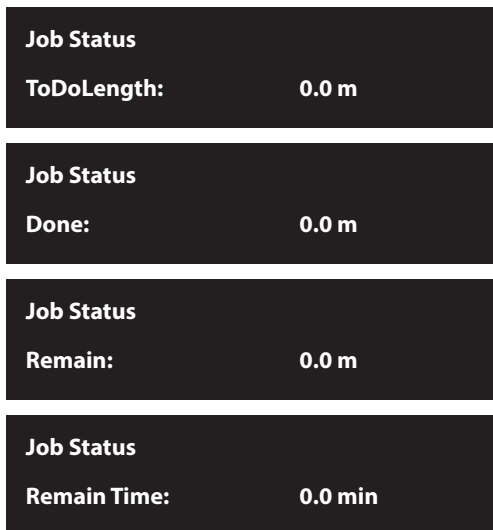 Job Status
ToDoLength: 0.0 m
Job Status
Done: 0.0 m
Job Status
Remain: 0.0 m
Job Status
Remain Time: 0.0 min